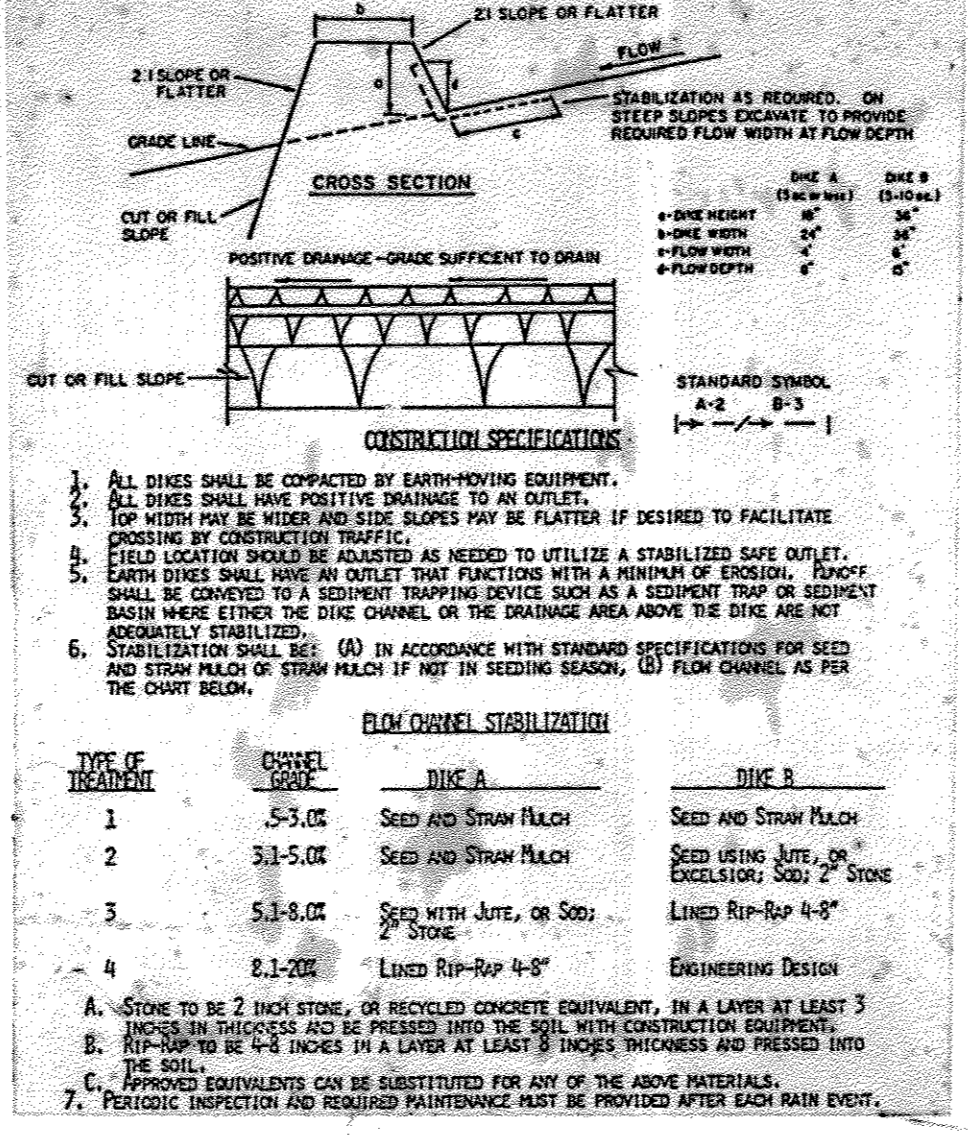 b
2:1 SLOPE OR FLATTER
FLOW
2:1 SLOPE OR
FLATTER
a
d
STABILIZATION AS REQUIRED. ON
STEEP SLOPES EXCAVATE TO PROVIDE
REQUIRED FLOW WIDTH AT FLOW DEPTH
c
GRADE LINE
CROSS SECTION
CUT OR FILL
SLOPE
DIKE A DIKE B
(5 ac. or less) (5-10 ac.)
a-DIKE HEIGHT 18" 36"
b-DIKE WIDTH 24" 36"
c-FLOW WIDTH 4' 6'
d-FLOW DEPTH 8" 15"
POSITIVE DRAINAGE-GRADE SUFFICENT TO DRAIN
CUT OR FILL SLOPE
STANDARD SYMBOL
A-2 B-3
CONSTRUCTION SPECIFICATIONS
1. ALL DIKES SHALL BE COMPACTED BY EARTH-MOVING EQUIPMENT.
2. ALL DIKES SHALL HAVE POSITIVE DRAINAGE TO AN OUTLET.
3. TOP WIDTH MAY BE WIDER AND SIDE SLOPES MAY BE FLATTER IF DESIRED TO FACILITATE
CROSSING BY CONSTRUCTION TRAFFIC.
4. FIELD LOCATION SHOULD BE ADJUSTED AS NEEDED TO UTILIZE A STABILIZED SAFE OUTLET.
5. EARTH DIKES SHALL HAVE AN OUTLET THAT FUNCTIONS WITH A MINIMUM OF EROSION. RUNOFF
SHALL BE CONVEYED TO A SEDIMENT TRAPPING DEVICE SUCH AS A SEDIMENT TRAP OR SEDIMENT
BASIN WHERE EITHER THE DIKE CHANNEL OR THE DRAINAGE AREA ABOVE THE DIKE ARE NOT
ADEQUATELY STABILIZED.
6. STABILIZATION SHALL BE: (A) IN ACCORDANCE WITH STANDARD SPECIFICATIONS FOR SEED
AND STRAW MULCH OR STRAW MULCH IF NOT IN SEEDING SEASON, (B) FLOW CHANNEL AS PER
THE CHART BELOW.
FLOW CHANNEL STABILIZATION
TYPE OF CHANNEL
TREATMENT GRADE DIKE A DIKE B
1 .5-3.0% SEED AND STRAW MULCH SEED AND STRAW MULCH
2 3.1-5.0% SEED AND STRAW MULCH SEED USING JUTE, OR
EXCELSIOR; SOD; 2" STONE
3 5.1-8.0% SEED WITH JUTE, OR SOD; LINED RIP-RAP 4-8"
2" STONE
4 8.1-20% LINED RIP-RAP 4-8" ENGINEERING DESIGN
A. STONE TO BE 2 INCH STONE, OR RECYCLED CONCRETE EQUIVALENT, IN A LAYER AT LEAST 3
INCHES IN THICKNESS AND BE PRESSED INTO THE SOIL WITH CONSTRUCTION EQUIPMENT.
B. RIP-RAP TO BE 4-8 INCHES IN A LAYER AT LEAST 8 INCHES THICKNESS AND PRESSED INTO
THE SOIL.
C. APPROVED EQUIVALENTS CAN BE SUBSTITUTED FOR ANY OF THE ABOVE MATERIALS.
7. PERIODIC INSPECTION AND REQUIRED MAINTENANCE MUST BE PROVIDED AFTER EACH RAIN EVENT.